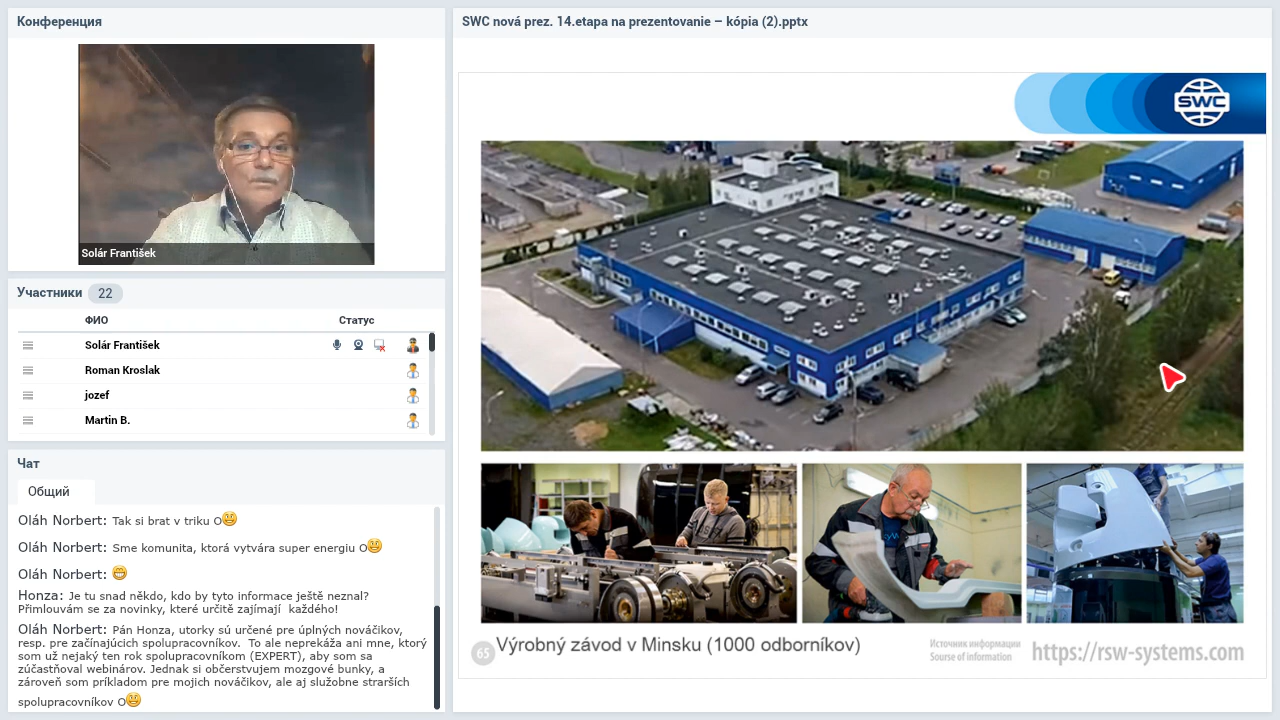 Конференция
Solár František
Участники 22
ФИО Статус
Solár František
Roman Kroslak
jozef
Martin B.
Чат
Общий
Oláh Norbert: Tak si brat v triku O
Oláh Norbert: Sme komunita, ktorá vytvára super energiu O
Oláh Norbert:
Honza: Je tu snad někdo, kdo by tyto informace ještě neznal?
Přimlouvám se za novinky, které určitě zajímají každého!
Oláh Norbert: Pán Honza, utorky sú určené pre úplných nováčikov,
resp. pre začínajúcich spolupracovníkov. To ale neprekáža ani mne, ktorý
som už nejaký ten rok spolupracovníkom (EXPERT), aby som sa
zúčastňoval webinárov. Jednak si občerstvujem mozgové bunky, a
zároveň som príkladom pre mojich nováčikov, ale aj služobne starších
spolupracovníkov O
SWC nová prez. 14.etapa na prezentovanie – kópia (2).pptx
SWC
65 Výrobný závod v Minsku (1000 odborníkov)
Источник информации
Sourse of information
https://rsw-systems.com